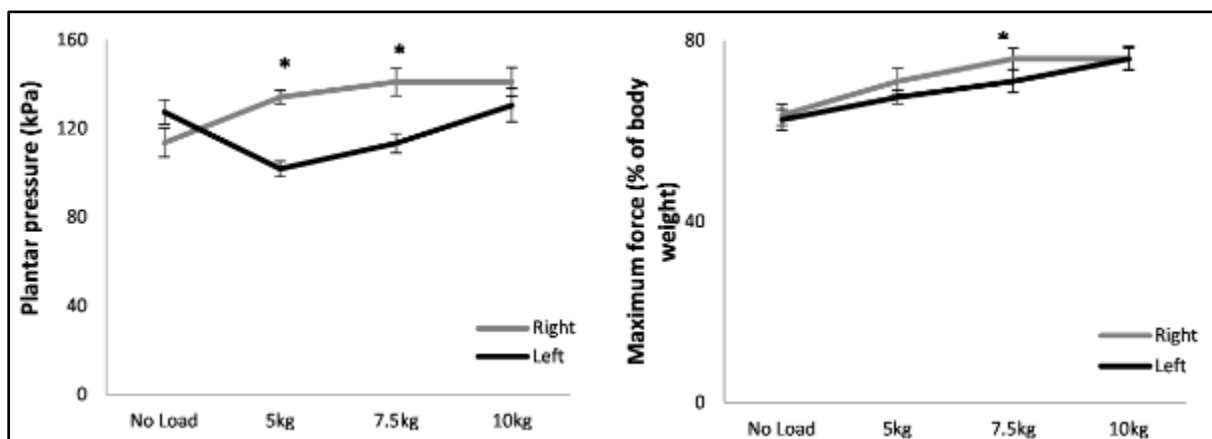 160
120
80
40
0
Plantar pressure (kPa)
*
*
Right
Left
No Load
5kg
7.5kg
10kg
80
40
0
Maximum force (% of body
weight)
*
Right
Left
No Load
5kg
7.5kg
10kg